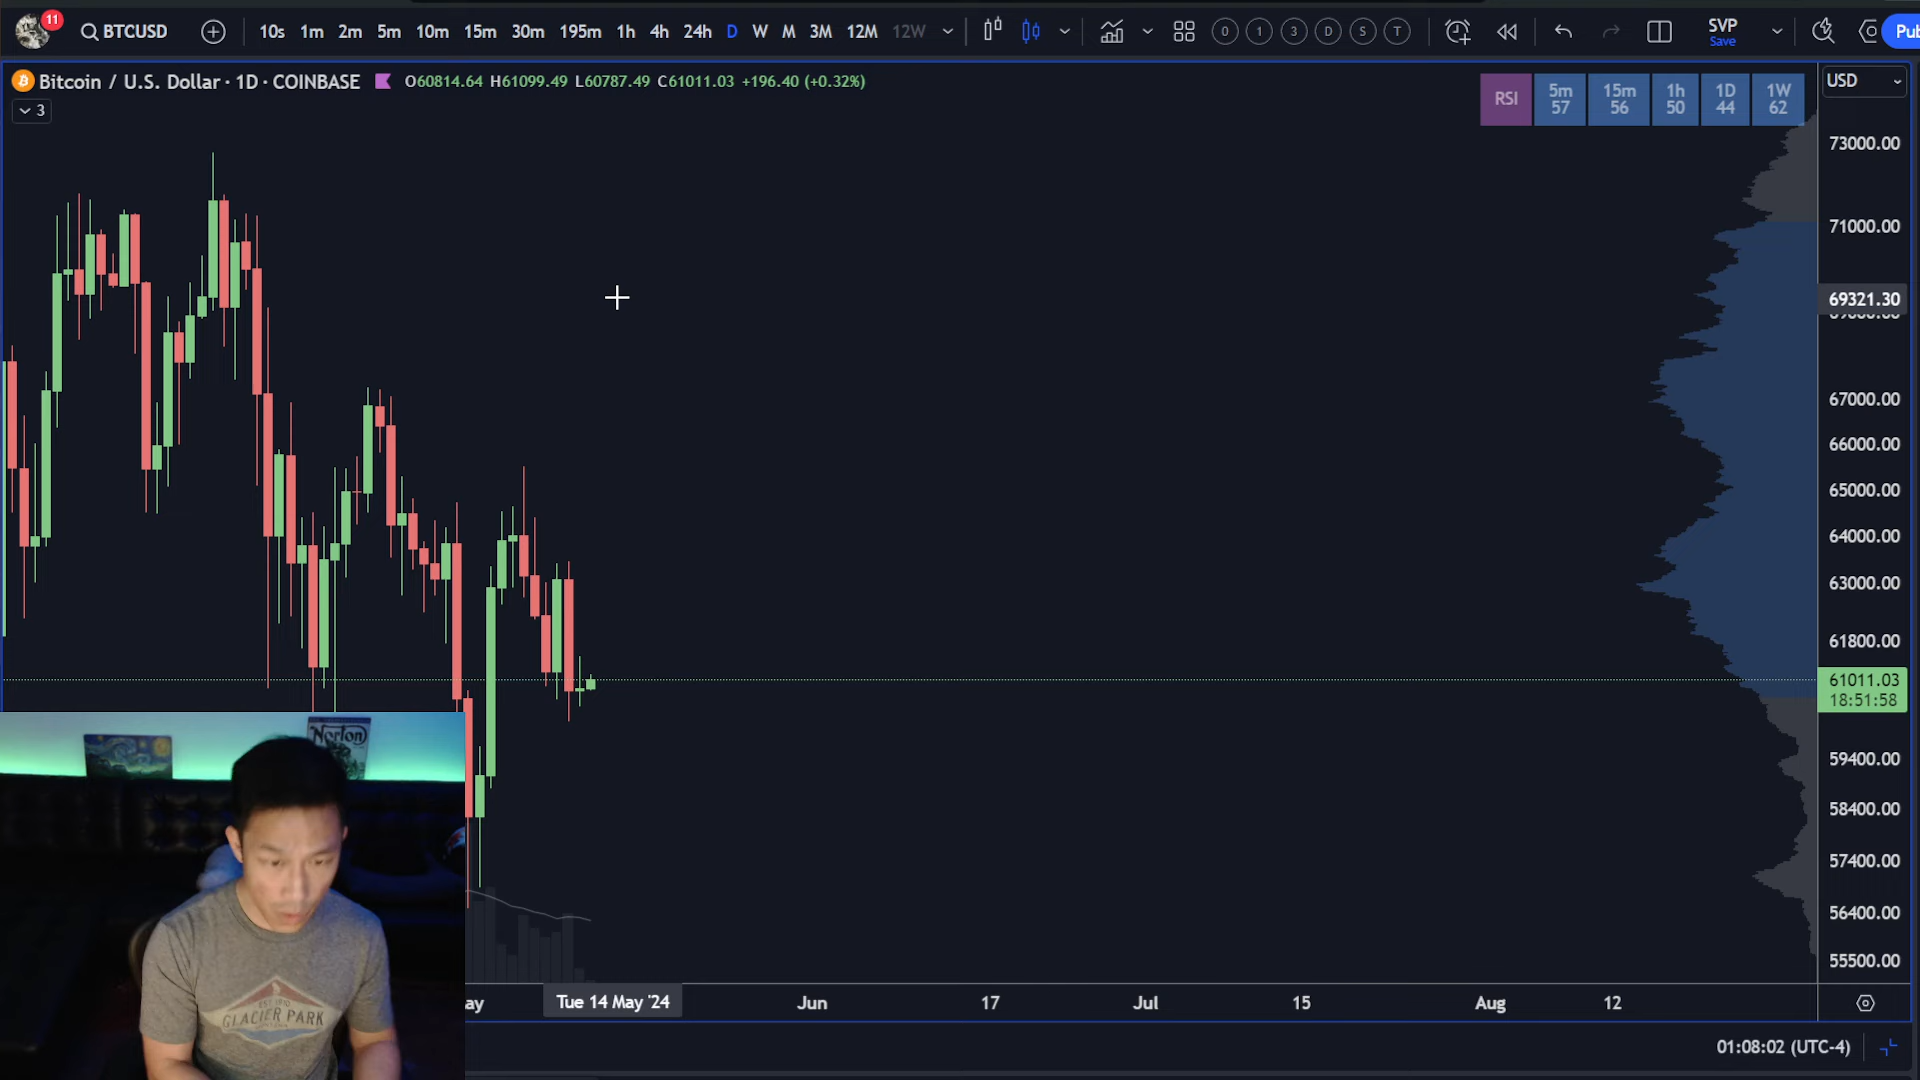 11
BTCUSD 10s 1m 2m 5m 10m 15m 30m 195m 1h 4h 24h D W M 3M 12M 12W 0 1 3 D S T SVP Save Pub
Bitcoin / U.S. Dollar · 1D · COINBASE O60814.64 H61099.49 L60787.49 C61011.03 +196.40 (+0.32%)
3
RSI 5m 15m 1h 1D 1W
57 56 50 44 62
USD
73000.00
71000.00
69321.30
67000.00
66000.00
65000.00
64000.00
63000.00
61800.00
61011.03
18:51:58
59400.00
58400.00
57400.00
56400.00
55500.00
Norton
EST. 1910
GLACIER PARK
ay Tue 14 May '24 Jun 17 Jul 15 Aug 12
01:08:02 (UTC-4)